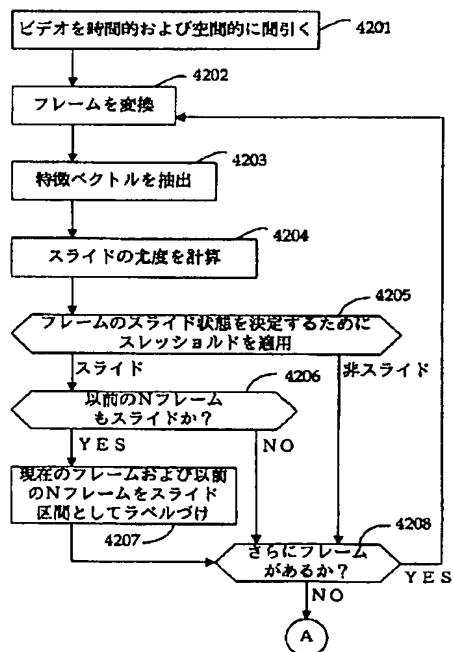 ビデオを時間的および空間的に間引く
4201
4202
フレームを変換
4203
特徴ベクトルを抽出
4204
スライドの尤度を計算
4205
フレームのスライド状態を決定するために
スレッショルドを適用
スライド
非スライド
4206
以前のNフレーム
もスライドか？
YES
NO
現在のフレームおよび以前
のNフレームをスライド
区間としてラベルづけ
4207
4208
さらにフレーム
があるか？
YES
NO
A